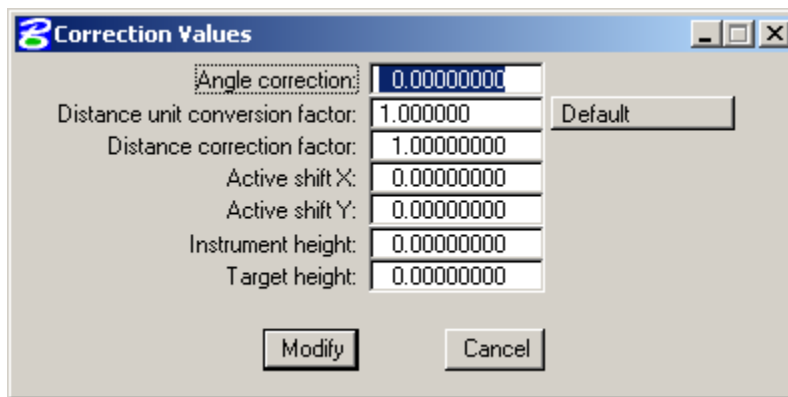 Correction Values
Angle correction: 0.00000000
Distance unit conversion factor: 1.000000 Default
Distance correction factor: 1.00000000
Active shift X: 0.00000000
Active shift Y: 0.00000000
Instrument height: 0.00000000
Target height: 0.00000000
Modify Cancel